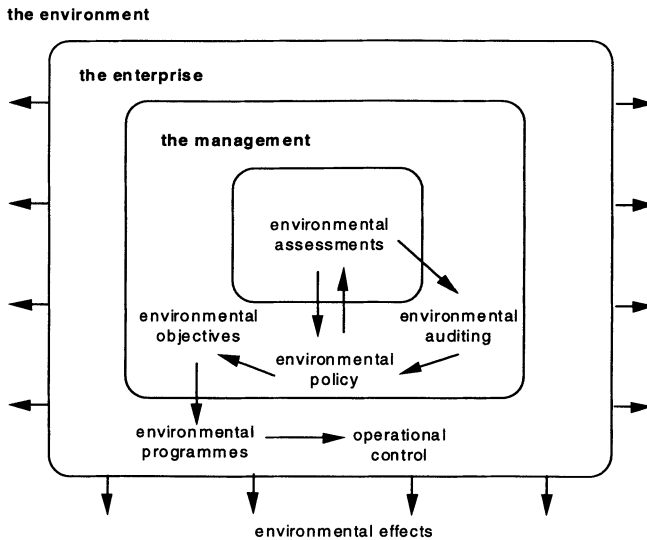 the environment
the enterprise
the management
environmental
assessments
environmental
objectives
environmental
auditing
environmental
policy
environmental
programmes
operational
control
environmental effects